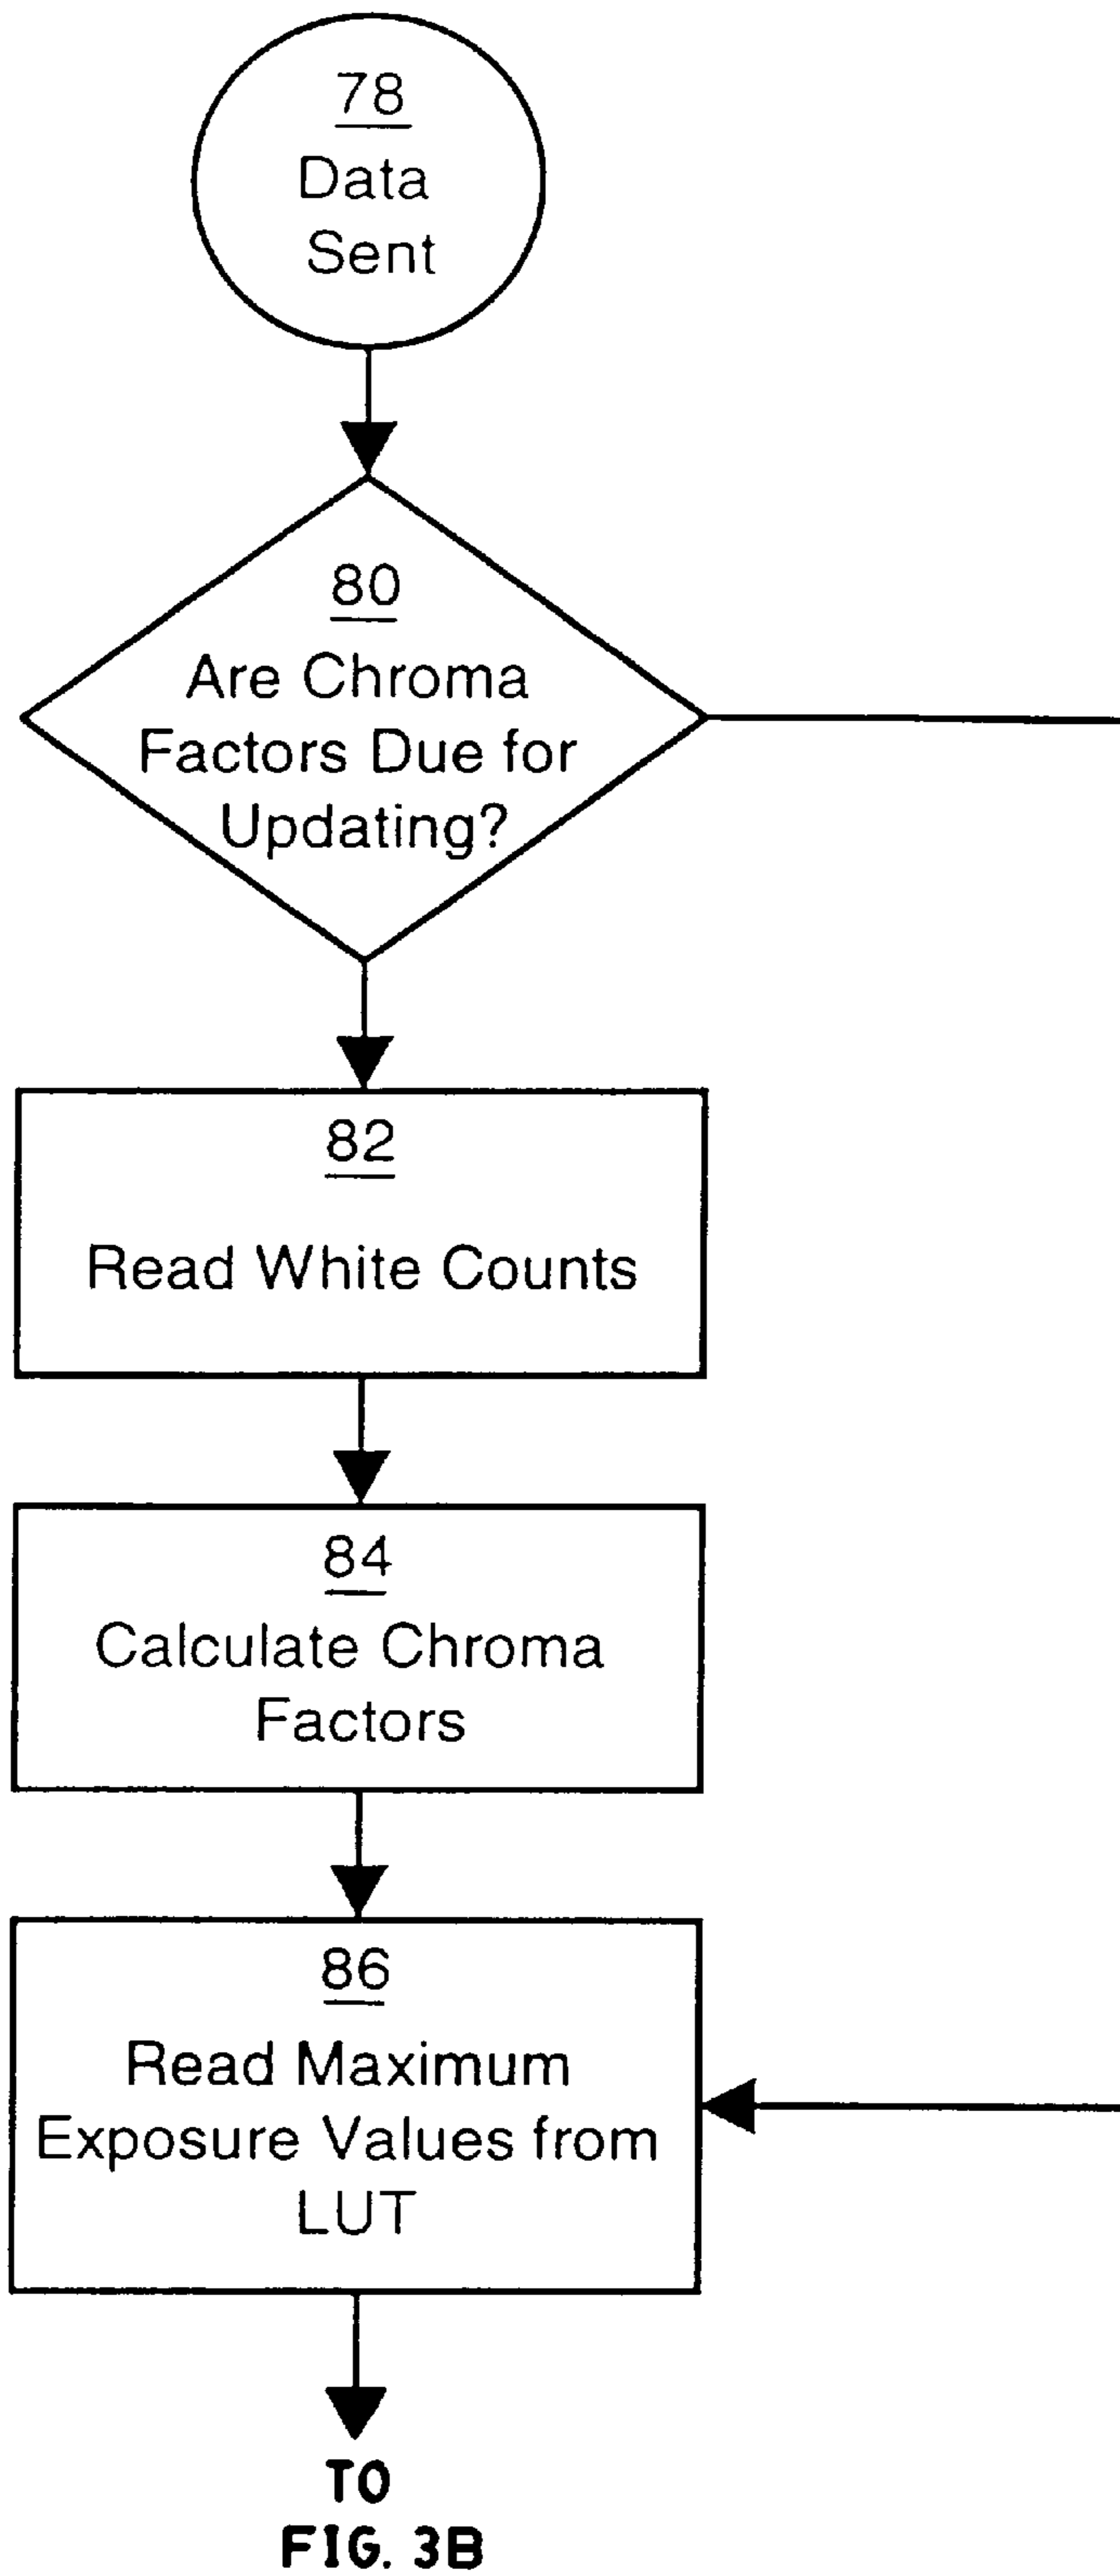 78
Data
Sent
80
Are Chroma
Factors Due for
Updating?
82
Read White Counts
84
Calculate Chroma
Factors
86
Read Maximum
Exposure Values from
LUT
TO
FIG. 3B